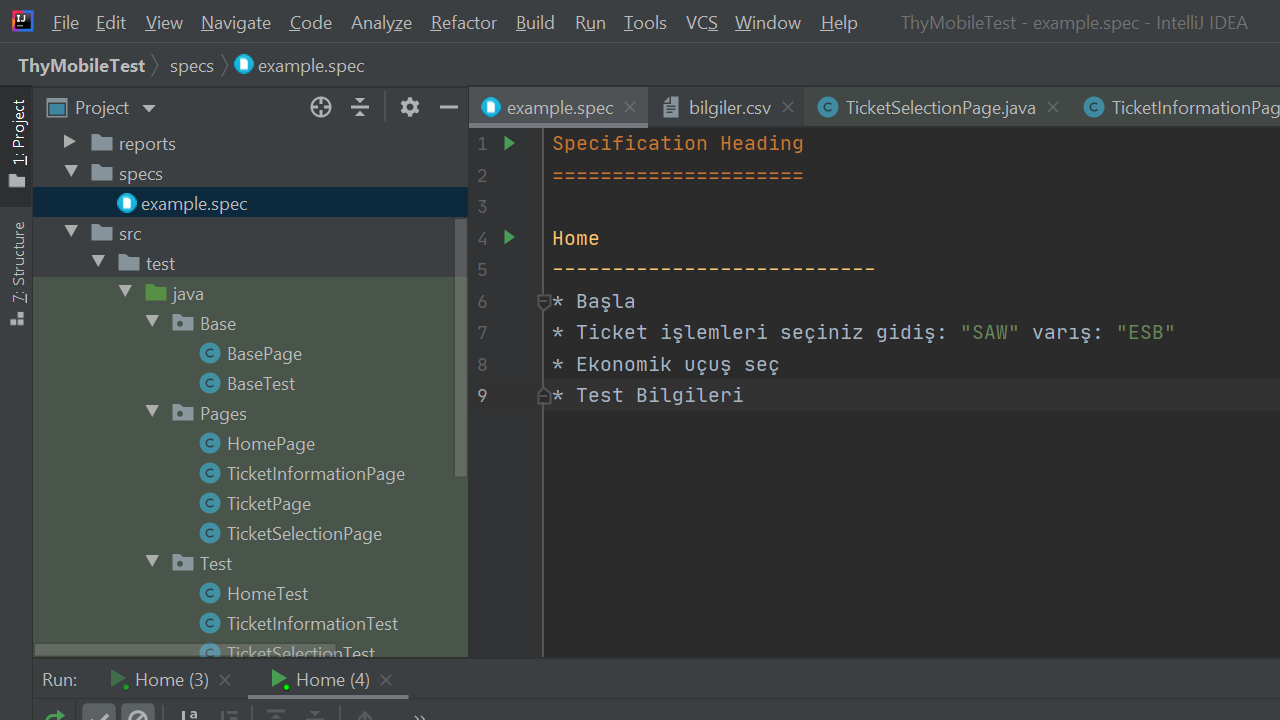 File Edit View Navigate Code Analyze Refactor Build Run Tools VCS Window Help ThyMobileTest - example.spec - IntelliJ IDEA
ThyMobileTest specs example.spec
1: Project
7: Structure
Project
reports
specs
example.spec
src
test
java
Base
BasePage
BaseTest
Pages
HomePage
TicketInformationPage
TicketPage
TicketSelectionPage
Test
HomeTest
TicketInformationTest
TicketSelectionTest
example.spec bilgiler.csv TicketSelectionPage.java TicketInformationPag
1 Specification Heading
2 =====================
3
4 Home
5 ---------------------------
6 * Başla
7 * Ticket işlemleri seçiniz gidiş: "SAW" varış: "ESB"
8 * Ekonomik uçuş seç
9 * Test Bilgileri
Run: Home (3) Home (4)